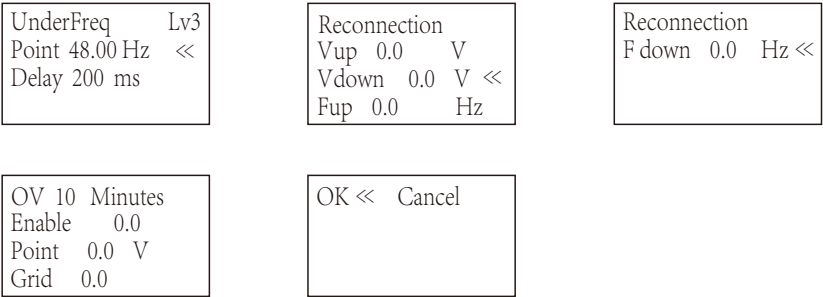 UnderFreq Lv3
Point 48.00 Hz ≪
Delay 200 ms
Reconnection
Vup 0.0 V
Vdown 0.0 V ≪
Fup 0.0 Hz
Reconnection
F down 0.0 Hz ≪
OV 10 Minutes
Enable 0.0
Point 0.0 V
Grid 0.0
OK ≪ Cancel